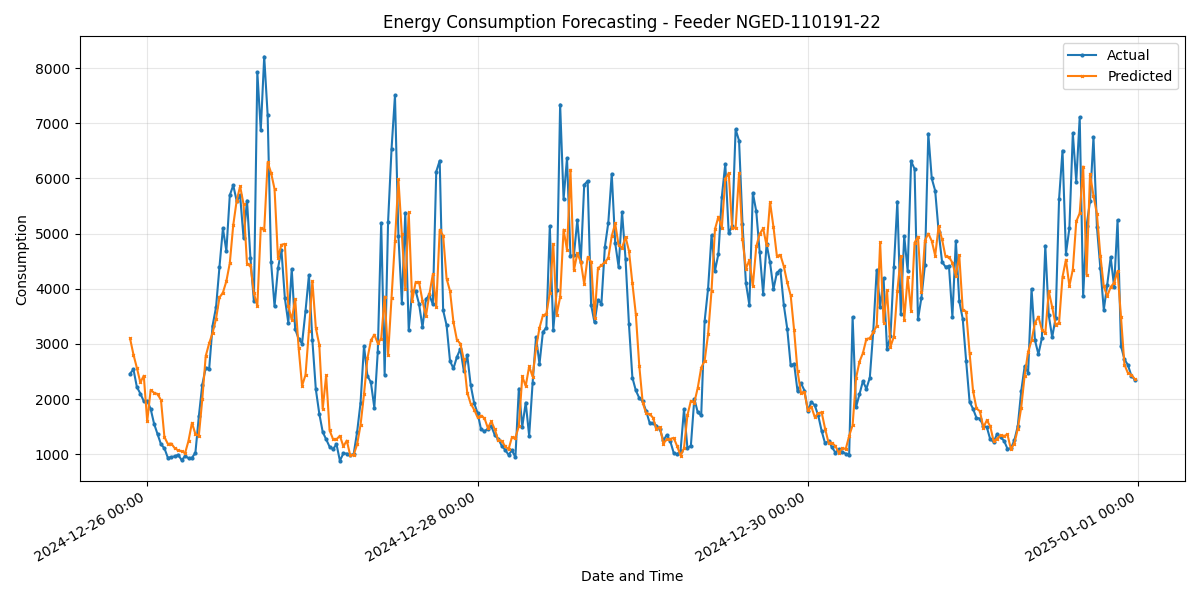 Energy Consumption Forecasting - Feeder NGED-110191-22
Actual
Predicted
Consumption
8000
7000
6000
5000
4000
3000
2000
1000
2024-12-26 00:00
2024-12-28 00:00
2024-12-30 00:00
2025-01-01 00:00
Date and Time